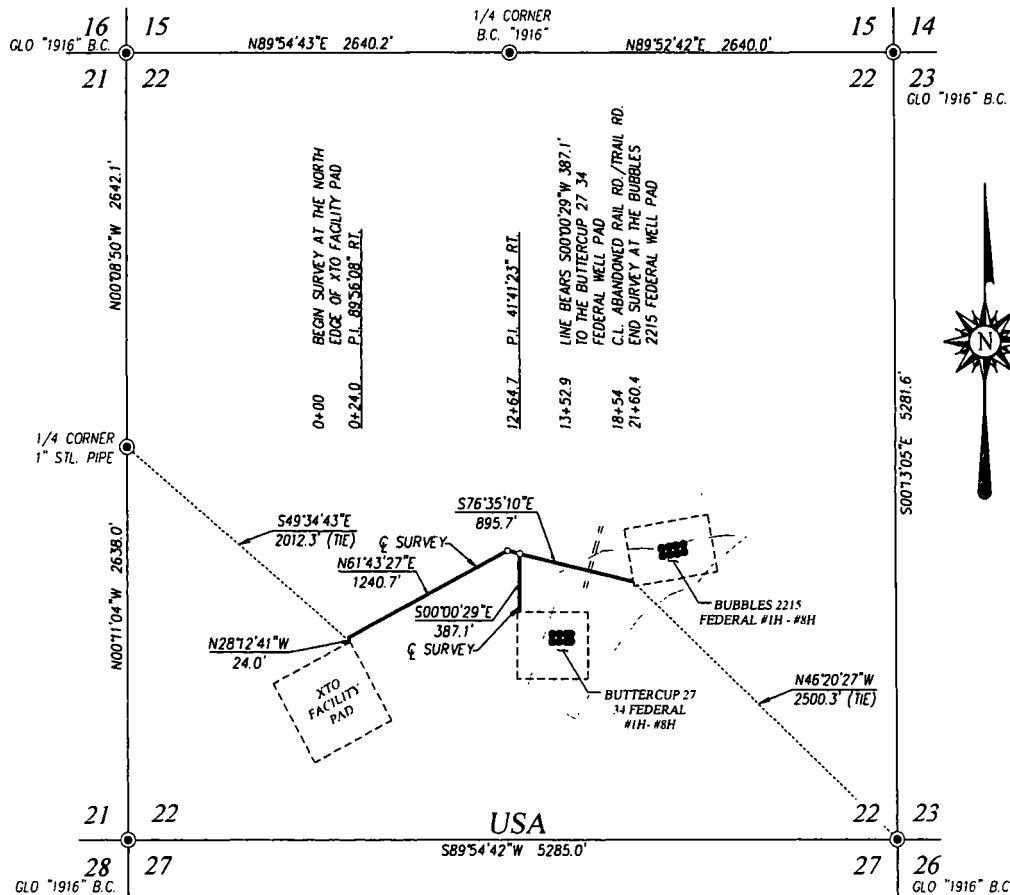 1/4 CORNER
B.C. "1916"
16 15
GLO "1916" B.C.
N89°54'43"E 2640.2'
N89°52'42"E 2640.0'
15 14
21 22
22 23
GLO "1916" B.C.
N00°08'50"W 2642.1'
0+00 BEGIN SURVEY AT THE NORTH
EDGE OF XTO FACILITY PAD
0+24.0 P.I. 89°56'08" RT.
12+64.7 P.I. 41°41'23" RT.
13+52.9 LINE BEARS S00°00'29"W 387.1'
TO THE BUTTERCUP 27 34
FEDERAL WELL PAD
18+54 C.L. ABANDONED RAIL RD./TRAIL RD.
21+60.4 END SURVEY AT THE BUBBLES
2215 FEDERAL WELL PAD
N
S00°13'05"E 5281.6'
1/4 CORNER
1" STL. PIPE
S49°34'43"E
2012.3' (TIE)
S76°35'10"E
895.7'
℄ SURVEY
N61°43'27"E
1240.7'
S00°00'29"E
387.1'
℄ SURVEY
N28°12'41"W
24.0'
N00°11'04"W 2638.0'
XTO
FACILITY
PAD
BUBBLES 2215
FEDERAL #1H - #8H
BUTTERCUP 27
34 FEDERAL
#1H- #8H
N46°20'27"W
2500.3' (TIE)
21 22
USA
22 23
S89°54'42"W 5285.0'
28 27
GLO "1916" B.C.
27 26
GLO "1916" B.C.